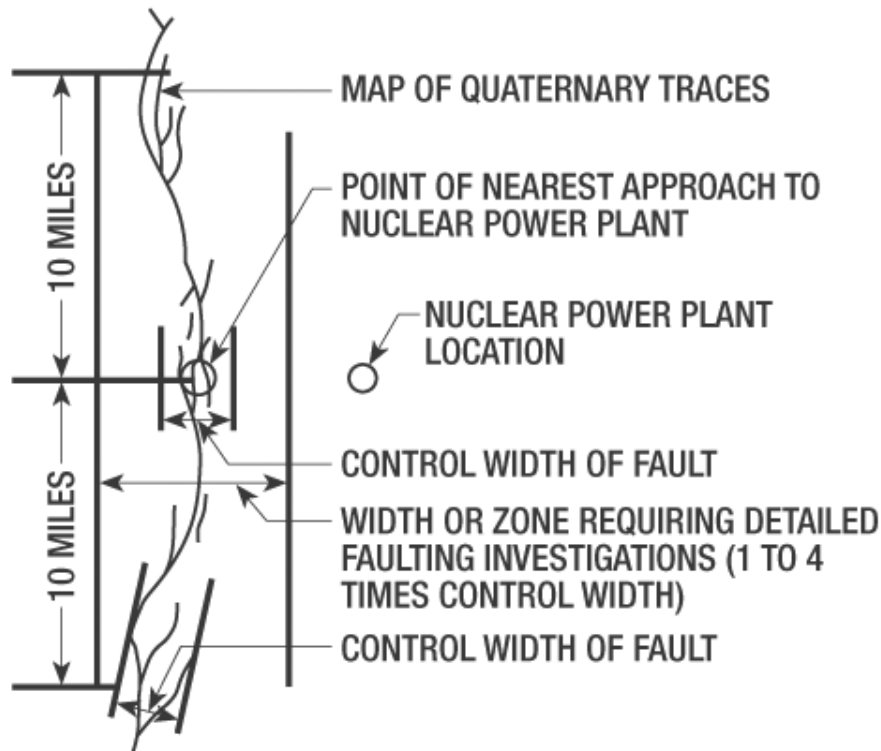 MAP OF QUATERNARY TRACES
10 MILES
POINT OF NEAREST APPROACH TO
NUCLEAR POWER PLANT
NUCLEAR POWER PLANT
LOCATION
CONTROL WIDTH OF FAULT
10 MILES
WIDTH OR ZONE REQUIRING DETAILED
FAULTING INVESTIGATIONS (1 TO 4
TIMES CONTROL WIDTH)
CONTROL WIDTH OF FAULT